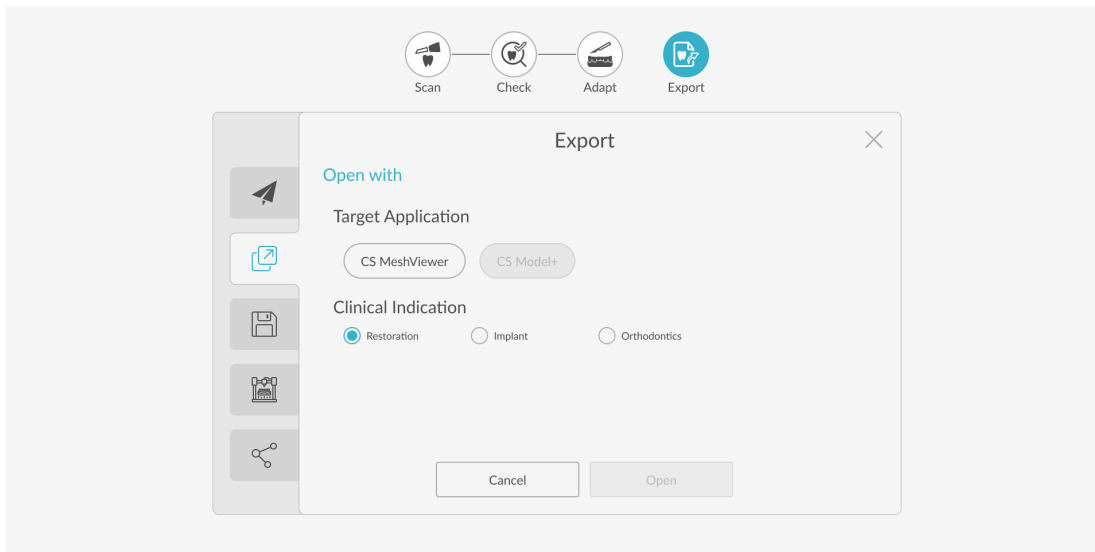 Scan Check Adapt Export
Export
Open with
Target Application
CS MeshViewer CS Model+
Clinical Indication
Restoration Implant Orthodontics
Cancel Open